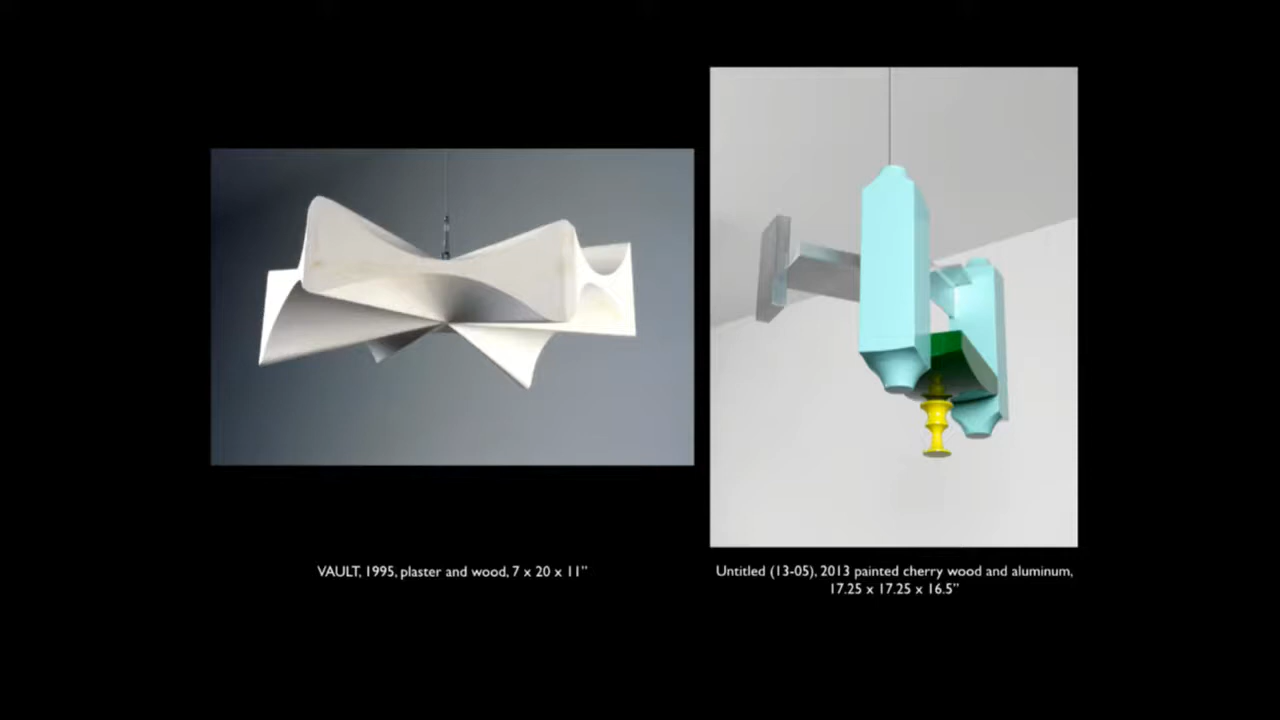 VAULT, 1995, plaster and wood, 7 x 20 x 11”
Untitled (13-05), 2013 painted cherry wood and aluminum,
17.25 x 17.25 x 16.5”